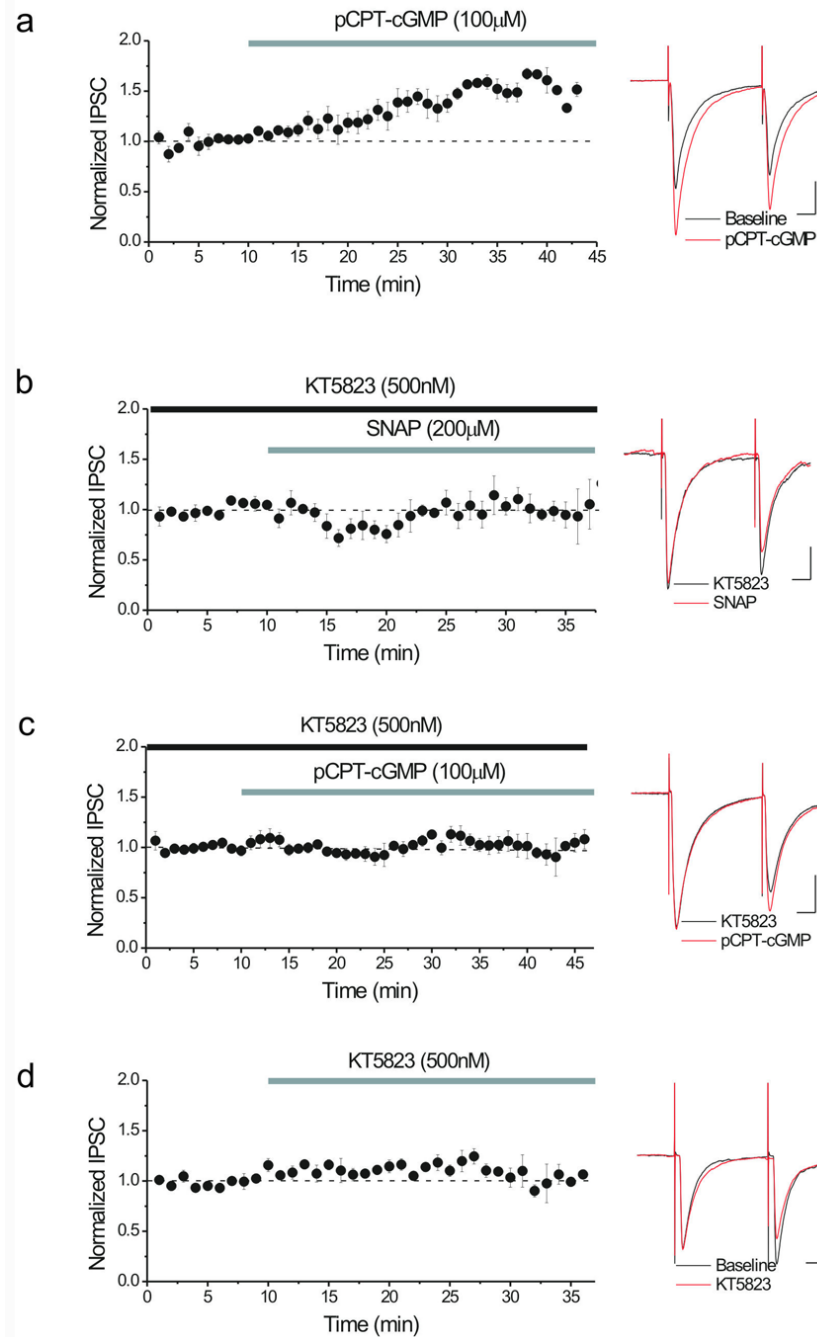 a
pCPT-cGMP (100μM)
2.0
1.5
1.0
0.5
0.0
Normalized IPSC
0 5 10 15 20 25 30 35 40 45
Time (min)
Baseline
pCPT-cGMP
b
KT5823 (500nM)
SNAP (200μM)
2.0
1.5
1.0
0.5
0.0
Normalized IPSC
0 5 10 15 20 25 30 35
Time (min)
KT5823
SNAP
c
KT5823 (500nM)
pCPT-cGMP (100μM)
2.0
1.5
1.0
0.5
0.0
Normalized IPSC
0 5 10 15 20 25 30 35 40 45
Time (min)
KT5823
pCPT-cGMP
d
KT5823 (500nM)
2.0
1.5
1.0
0.5
0.0
Normalized IPSC
0 5 10 15 20 25 30 35
Time (min)
Baseline
KT5823